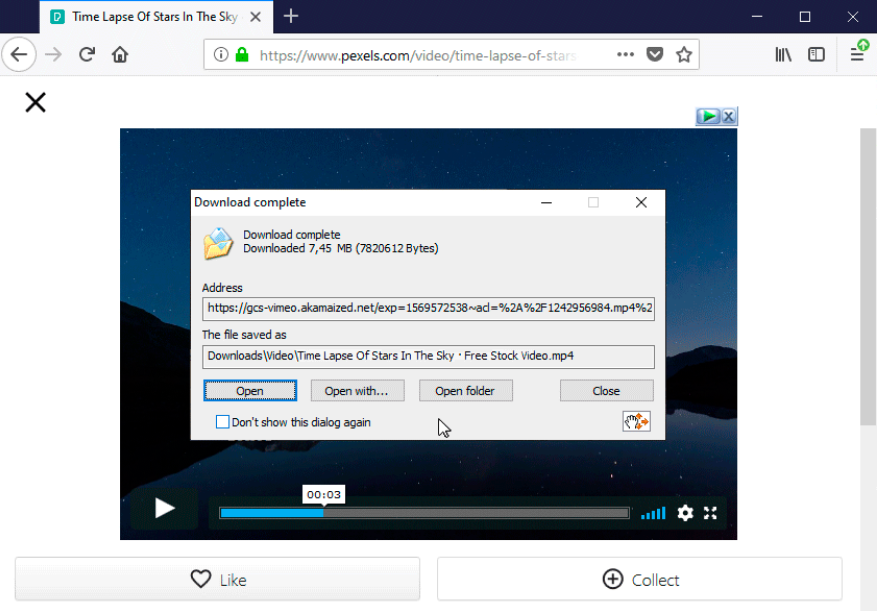 Time Lapse Of Stars In The Sky
https://www.pexels.com/video/time-lapse-of-stars
Download complete
Download complete
Downloaded 7,45 MB (7820612 Bytes)
Address
https://gcs-vimeo.akamaized.net/exp=1569572538~acl=%2A%2F1242956984.mp4%2
The file saved as
Downloads\Video\Time Lapse Of Stars In The Sky · Free Stock Video.mp4
Open
Open with...
Open folder
Close
Don't show this dialog again
00:03
Like
Collect